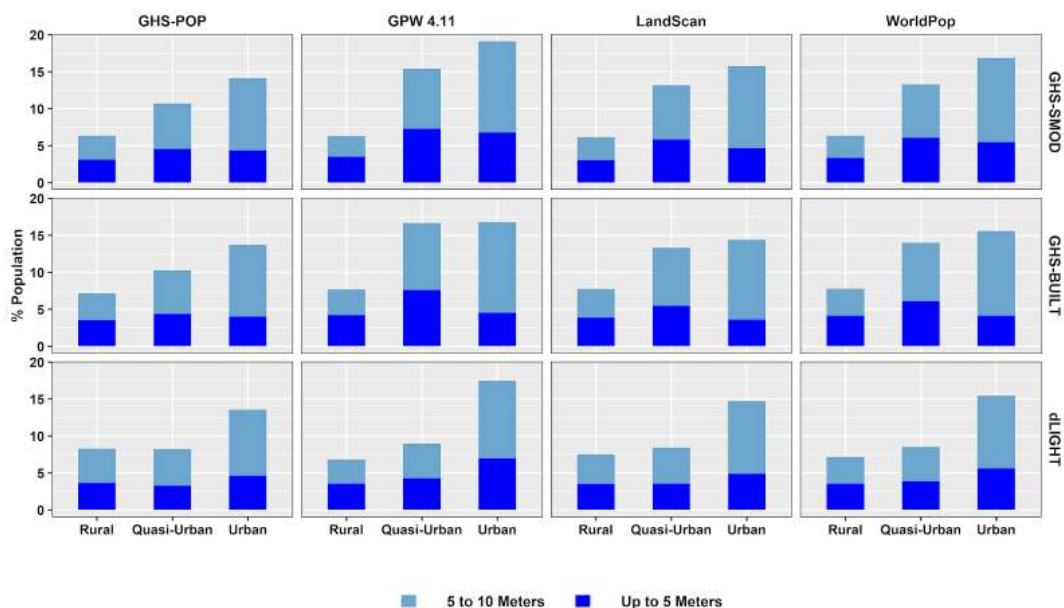 GHS-POP GPW 4.11 LandScan WorldPop
20
15
10
5
0
GHS-SMOD
20
15
10
5
0
GHS-BUILT
% Population
20
15
10
5
0
dLIGHT
Rural Quasi-Urban Urban Rural Quasi-Urban Urban Rural Quasi-Urban Urban Rural Quasi-Urban Urban
5 to 10 Meters Up to 5 Meters